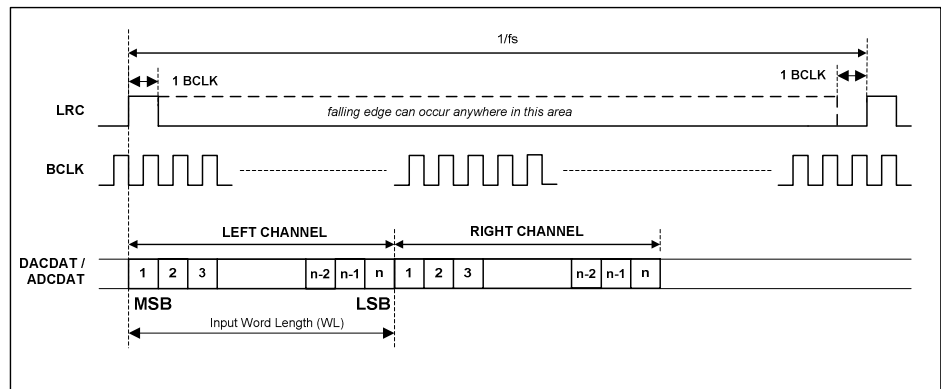 1/fs
1 BCLK
1 BCLK
LRC
falling edge can occur anywhere in this area
BCLK
LEFT CHANNEL
RIGHT CHANNEL
DACDAT /
ADCDAT
1 2 3 n-2 n-1 n 1 2 3 n-2 n-1 n
MSB
LSB
Input Word Length (WL)